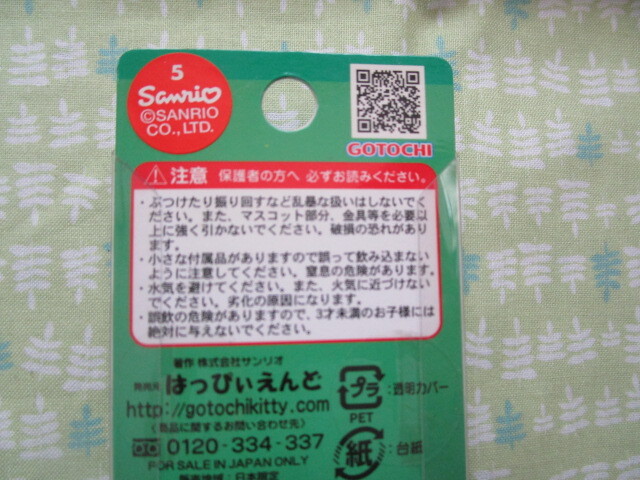 5
Sanrio
©SANRIO
CO.,LTD.
GOTOCHI
注意 保護者の方へ 必ずお読みください。
・ぶつけたり振り回すなど乱暴な扱いはしないでく
ださい。また、マスコット部分、金具等を必要以
上に強く引かないでください。破損の恐れがありま
す。
・小さな付属品がありますので誤って飲み込まない
ように注意してください。窒息の危険があります。
・水気を避けてください。また、火気に近づけない
でください。劣化の原因になります。
・誤飲の危険がありますので、3才未満のお子様には
絶対に与えないでください。
著作 株式会社サンリオ
発売元 はっぴぃえんど
http://gotochikitty.com
(商品に関するお問い合わせ先)
0120-334-337
FOR SALE IN JAPAN ONLY
販売地域:日本限定
プラ :透明カバー
PET
紙 :台紙